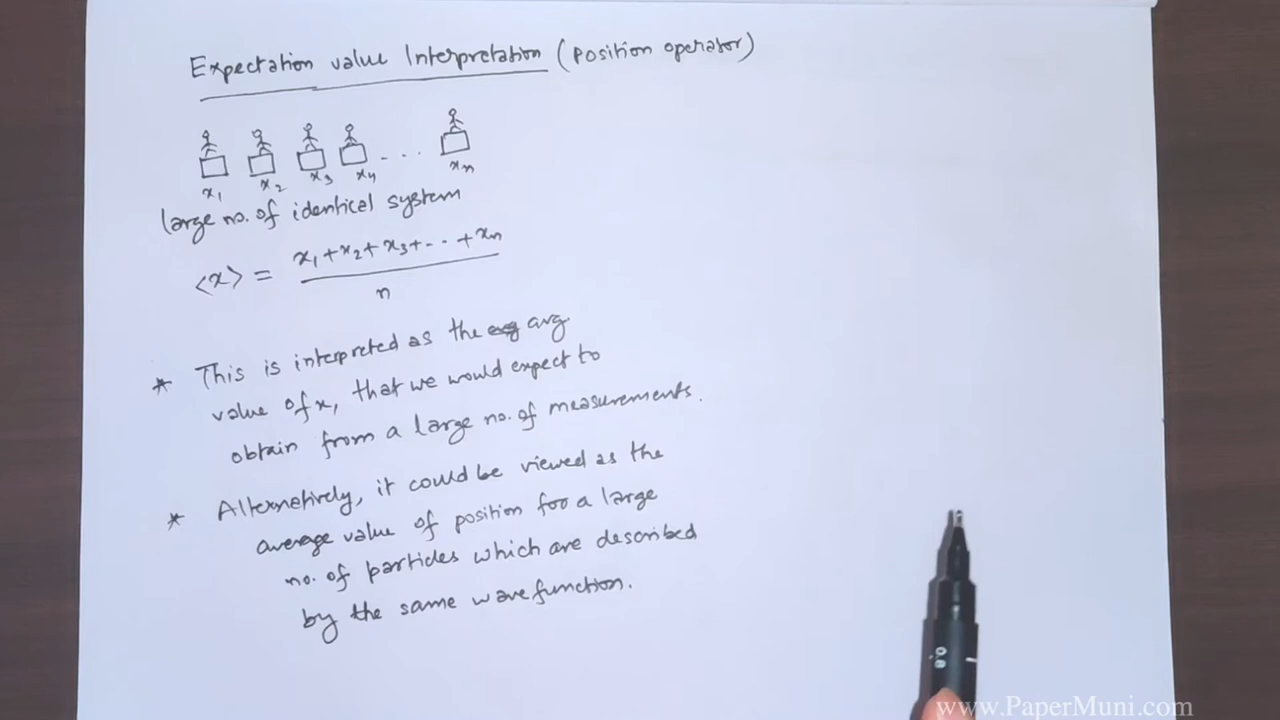 Expectation value Interpretation (position operator)
x₁ x₂ x₃ x₄ . . . xₙ
large no. of identical system
⟨x⟩ = x₁+x₂+x₃+---+xₙ
n
* This is interpreted as the avg avg.
value of x, that we would expect to
obtain from a large no. of measurements.
* Alternatively, it could be viewed as the
average value of position for a large
no. of particles which are described
by the same wavefunction.
0.8
www.PaperMuni.com